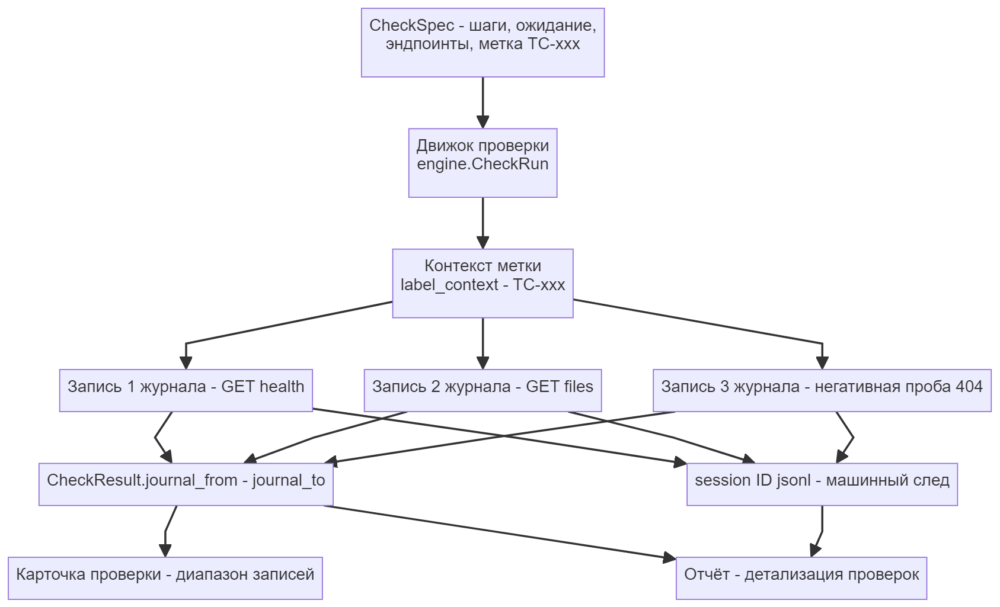 CheckSpec - шаги, ожидание,
эндпоинты, метка TC-xxx
Движок проверки
engine.CheckRun
Контекст метки
label_context - TC-xxx
Запись 1 журнала - GET health
Запись 2 журнала - GET files
Запись 3 журнала - негативная проба 404
CheckResult.journal_from - journal_to
session ID jsonl - машинный след
Карточка проверки - диапазон записей
Отчёт - детализация проверок